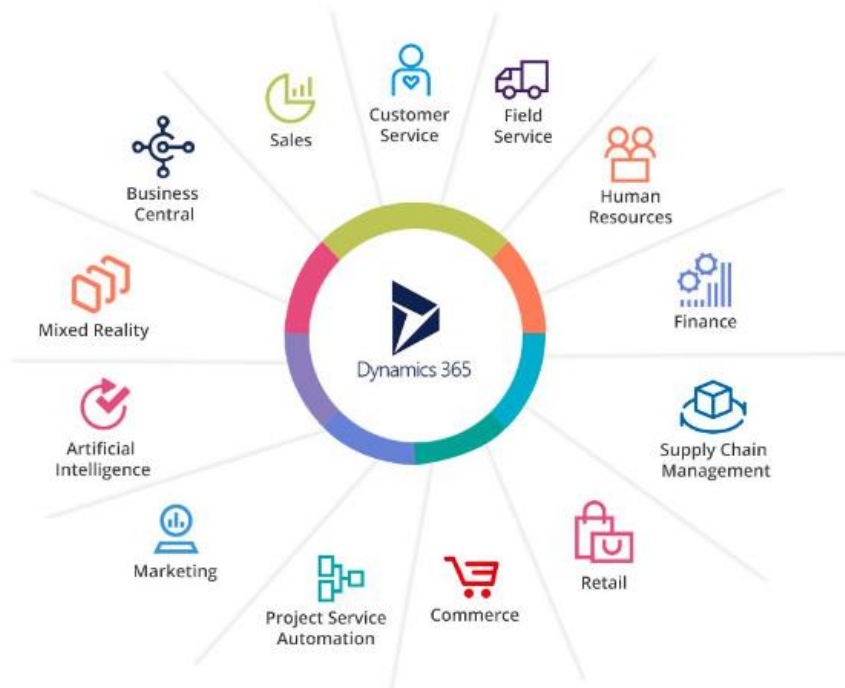 Customer
Service
Field
Service
Human
Resources
Finance
Supply Chain
Management
Retail
Commerce
Project Service
Automation
Marketing
Artificial
Intelligence
Mixed Reality
Business
Central
Sales
Dynamics 365